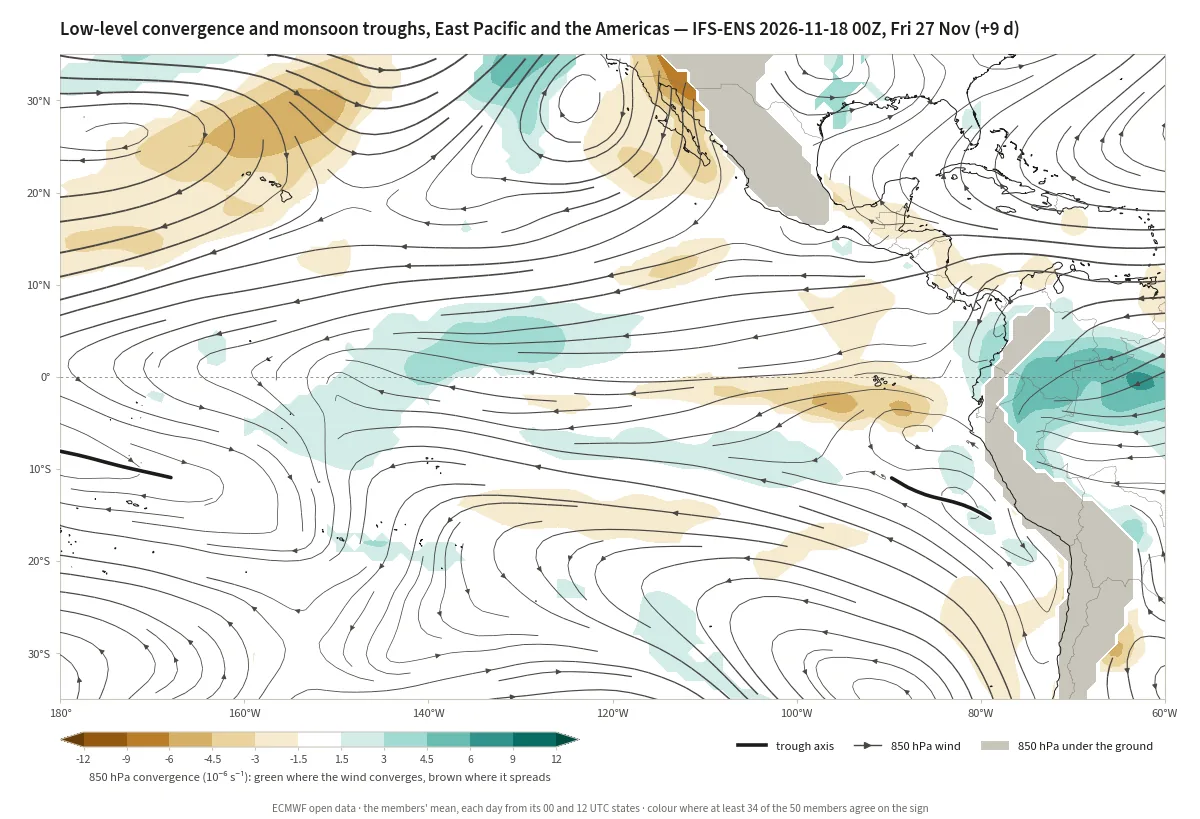 Low-level convergence and monsoon troughs, East Pacific and the Americas — IFS-ENS 2026-11-18 00Z, Fri 27 Nov (+9 d)
30°N
20°N
10°N
0°
10°S
20°S
30°S
180° 160°W 140°W 120°W 100°W 80°W 60°W
-12 -9 -6 -4.5 -3 -1.5 1.5 3 4.5 6 9 12
850 hPa convergence (10⁻⁶ s⁻¹): green where the wind converges, brown where it spreads
trough axis 850 hPa wind 850 hPa under the ground
ECMWF open data · the members' mean, each day from its 00 and 12 UTC states · colour where at least 34 of the 50 members agree on the sign